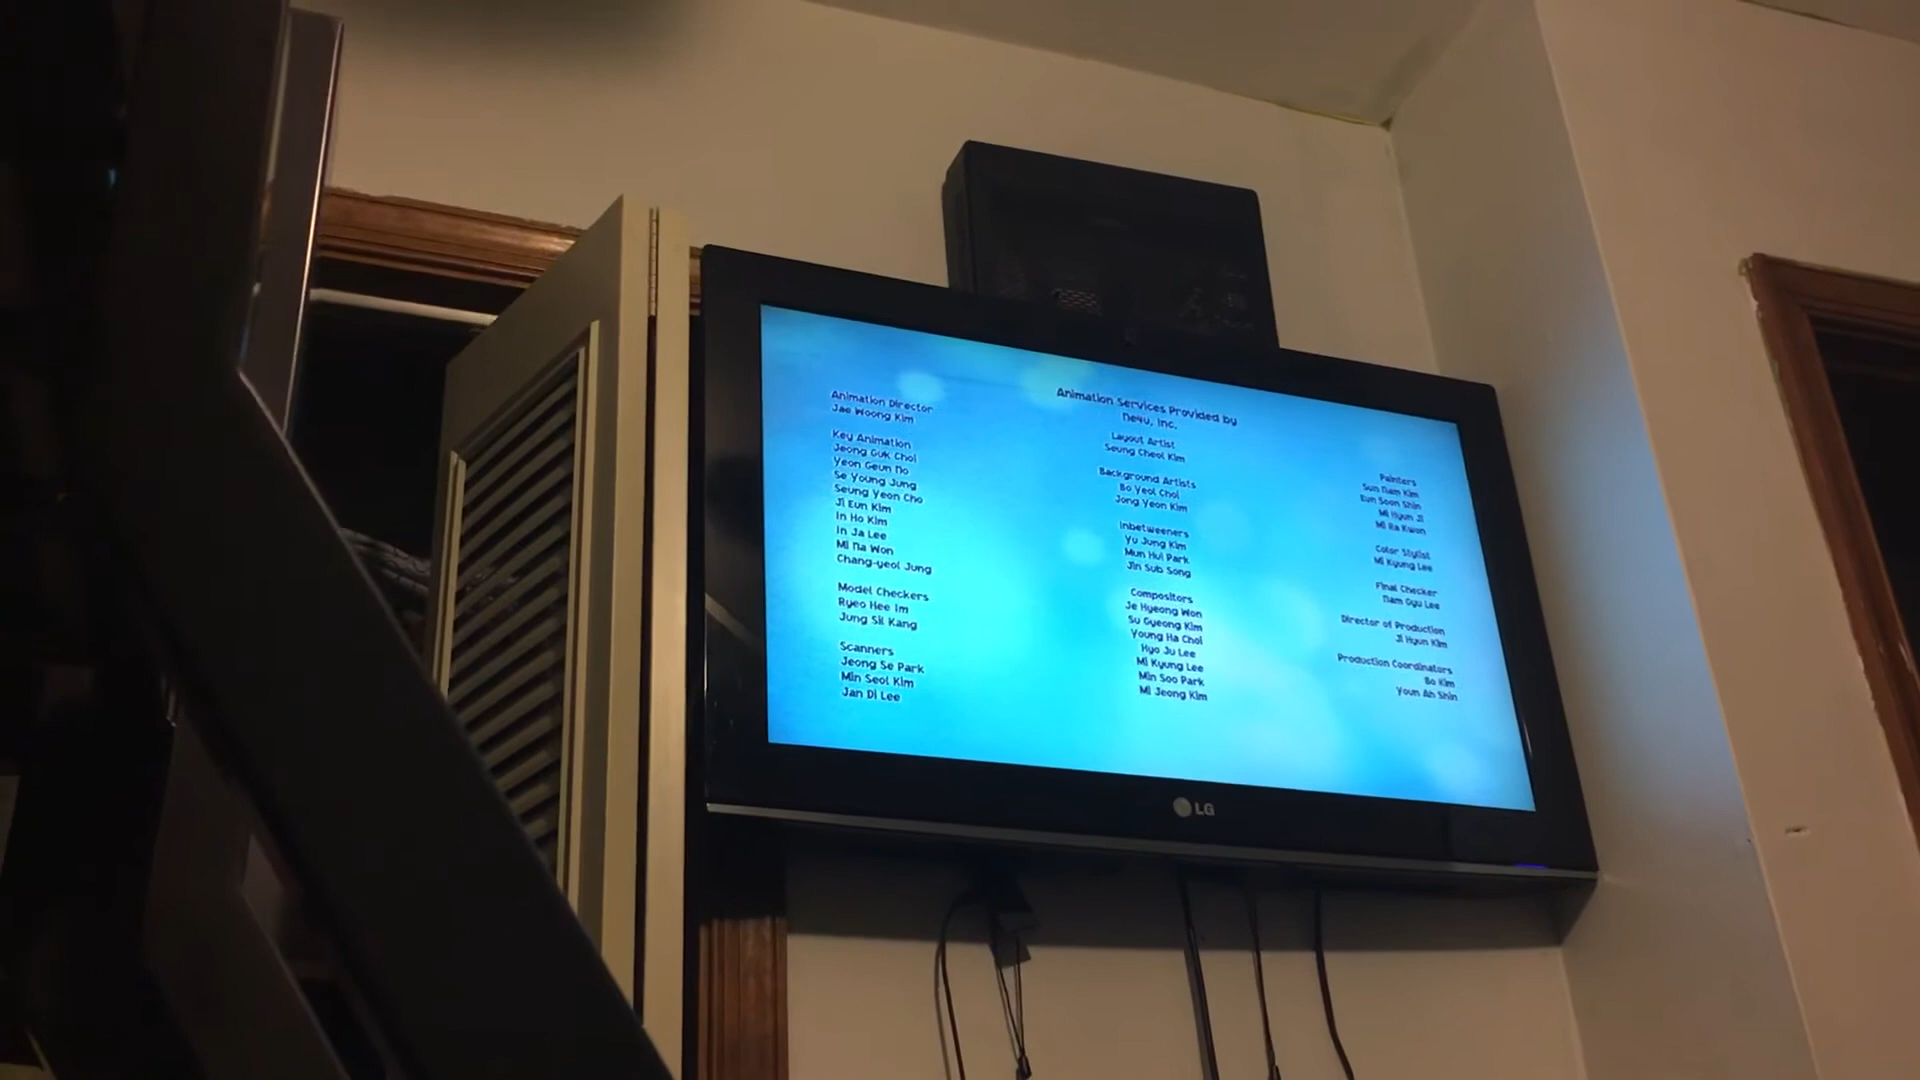 Animation Services Provided by
ne4u, Inc.
Animation Director
Jae Woong Kim
Key Animation
Jeong Guk Choi
Yeon Geun No
Se Young Jung
Seung Yeon Cho
Ji Eun Kim
In Ho Kim
In Ja Lee
Mi Na Won
Chang-yeol Jung
Model Checkers
Ryeo Hee Im
Jung Sil Kang
Scanners
Jeong Se Park
Min Seol Kim
Jan Di Lee
Layout Artist
Seung Cheol Kim
Background Artists
Bo Yeol Choi
Jong Yeon Kim
Inbetweeners
Yu Jung Kim
Mun Hui Park
Jin Sub Song
Compositors
Je Hyeong Won
Su Gyeong Kim
Young Ha Choi
Hyo Ju Lee
Mi Kyung Lee
Min Soo Park
Mi Jeong Kim
Painters
Sun Nam Kim
Eun Soon Shin
Mi Hyun Ji
Mi Ra Kwon
Color Stylist
Mi Kyung Lee
Final Checker
Nam Gyu Lee
Director of Production
Ji Hyun Kim
Production Coordinators
Bo Kim
Youn Ah Shin
LG